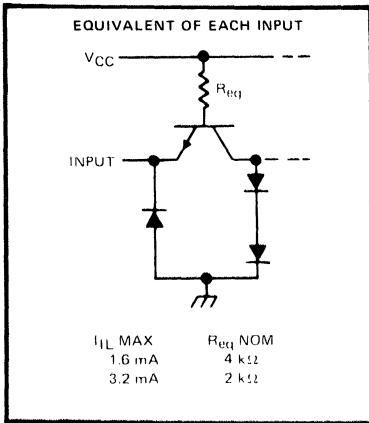 EQUIVALENT OF EACH INPUT
VCC
Req
INPUT
IIL MAX Req NOM
1.6 mA 4 kΩ
3.2 mA 2 kΩ